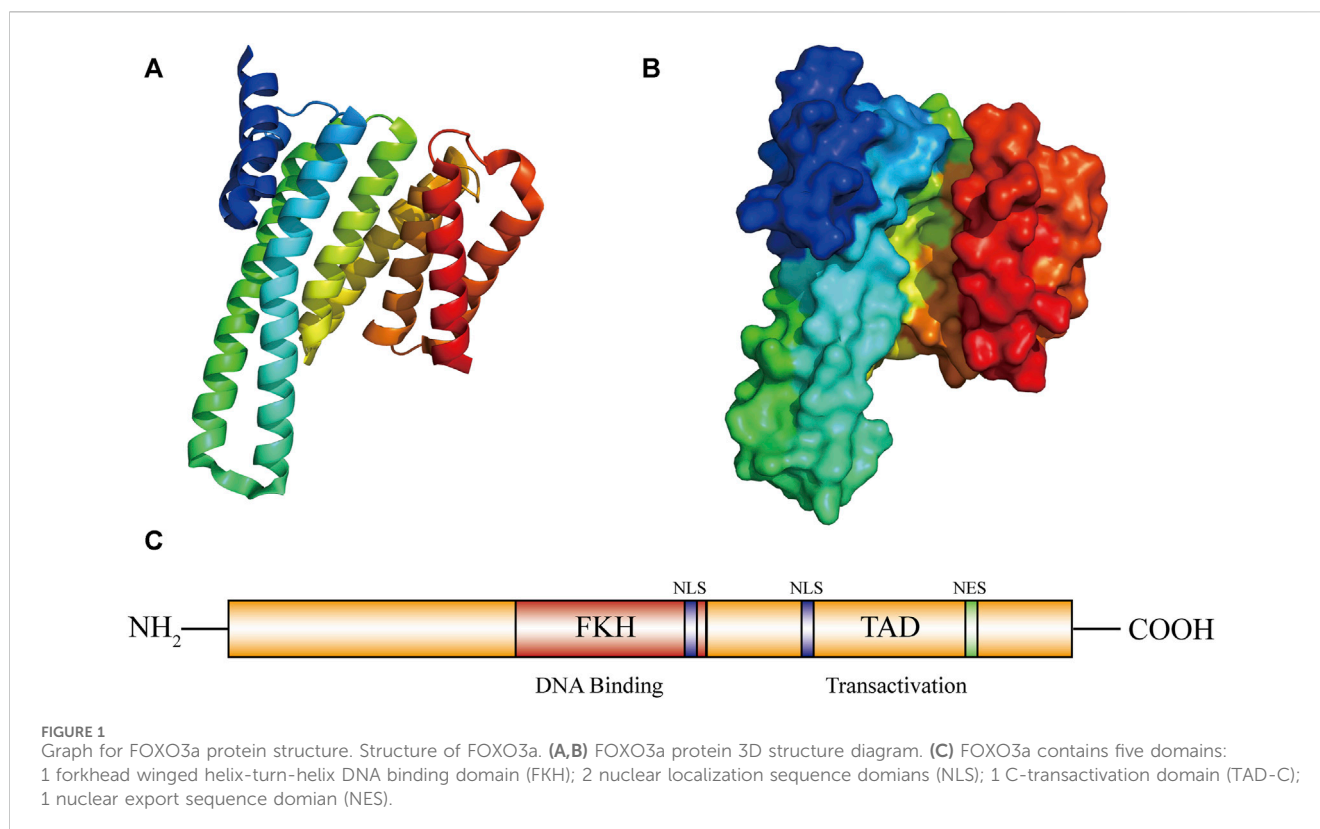 A
B
C
NLS
NLS
NES
NH2
FKH
TAD
COOH
DNA Binding
Transactivation
FIGURE 1
Graph for FOXO3a protein structure. Structure of FOXO3a. (A,B) FOXO3a protein 3D structure diagram. (C) FOXO3a contains five domains:
1 forkhead winged helix-turn-helix DNA binding domain (FKH); 2 nuclear localization sequence domians (NLS); 1 C-transactivation domain (TAD-C);
1 nuclear export sequence domian (NES).